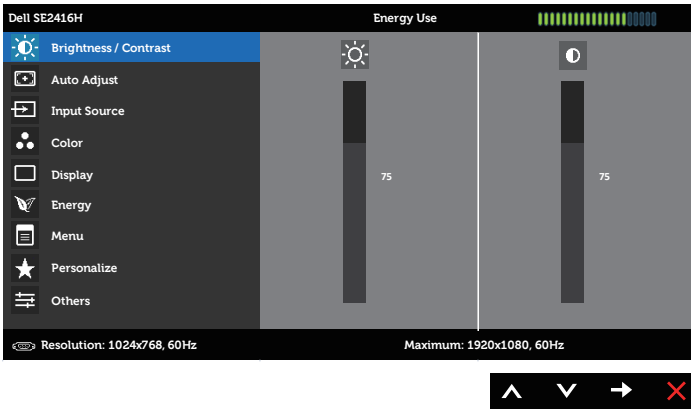 Dell SE2416H
Energy Use
Brightness / Contrast
Auto Adjust
Input Source
Color
Display
Energy
Menu
Personalize
Others
75
75
Resolution: 1024x768, 60Hz
Maximum: 1920x1080, 60Hz